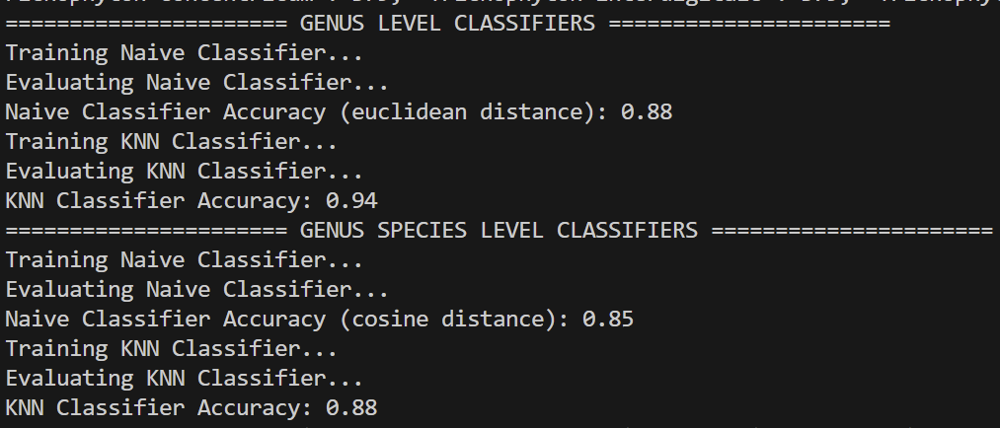 ====================== GENUS LEVEL CLASSIFIERS ======================
Training Naive Classifier...
Evaluating Naive Classifier...
Naive Classifier Accuracy (euclidean distance): 0.88
Training KNN Classifier...
Evaluating KNN Classifier...
KNN Classifier Accuracy: 0.94
====================== GENUS SPECIES LEVEL CLASSIFIERS ======================
Training Naive Classifier...
Evaluating Naive Classifier...
Naive Classifier Accuracy (cosine distance): 0.85
Training KNN Classifier...
Evaluating KNN Classifier...
KNN Classifier Accuracy: 0.88